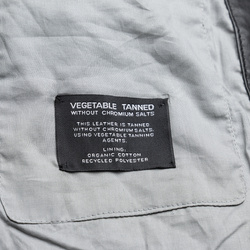 VEGETABLE TANNED
WITHOUT CHROMIUM SALTS
THIS LEATHER IS TANNED
WITHOUT CHROMIUM SALTS,
USING VEGETABLE TANNING
AGENTS.
LINING:
ORGANIC COTTON
RECYCLED POLYESTER